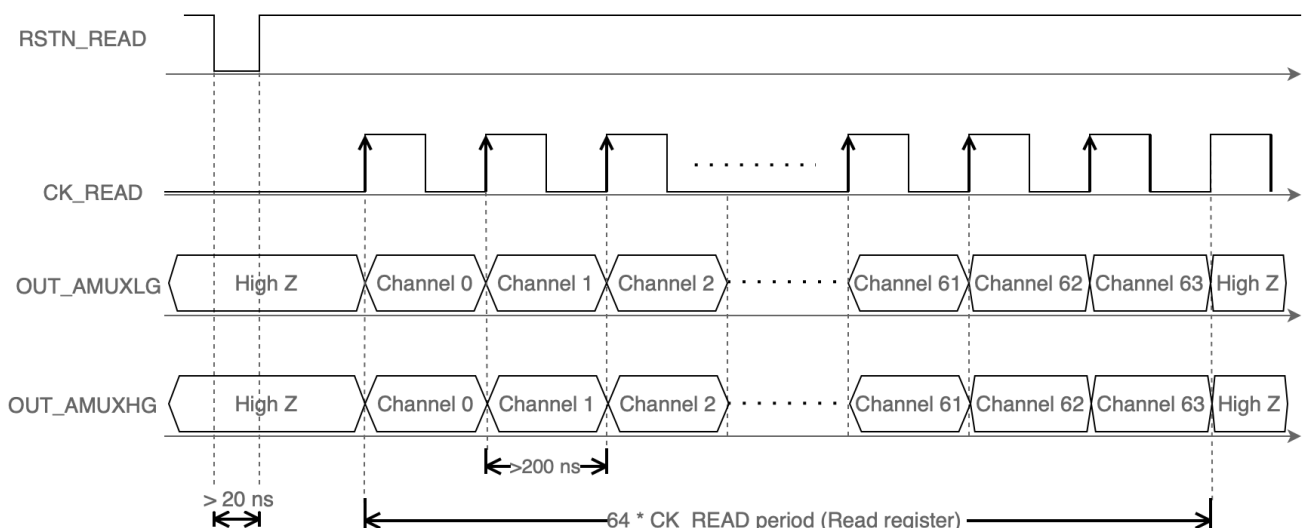 RSTN_READ
CK_READ
OUT_AMUXLG
High Z
Channel 0
Channel 1
Channel 2
Channel 61
Channel 62
Channel 63
High Z
OUT_AMUXHG
High Z
Channel 0
Channel 1
Channel 2
Channel 61
Channel 62
Channel 63
High Z
>200 ns
> 20 ns
64 * CK_READ period (Read register)